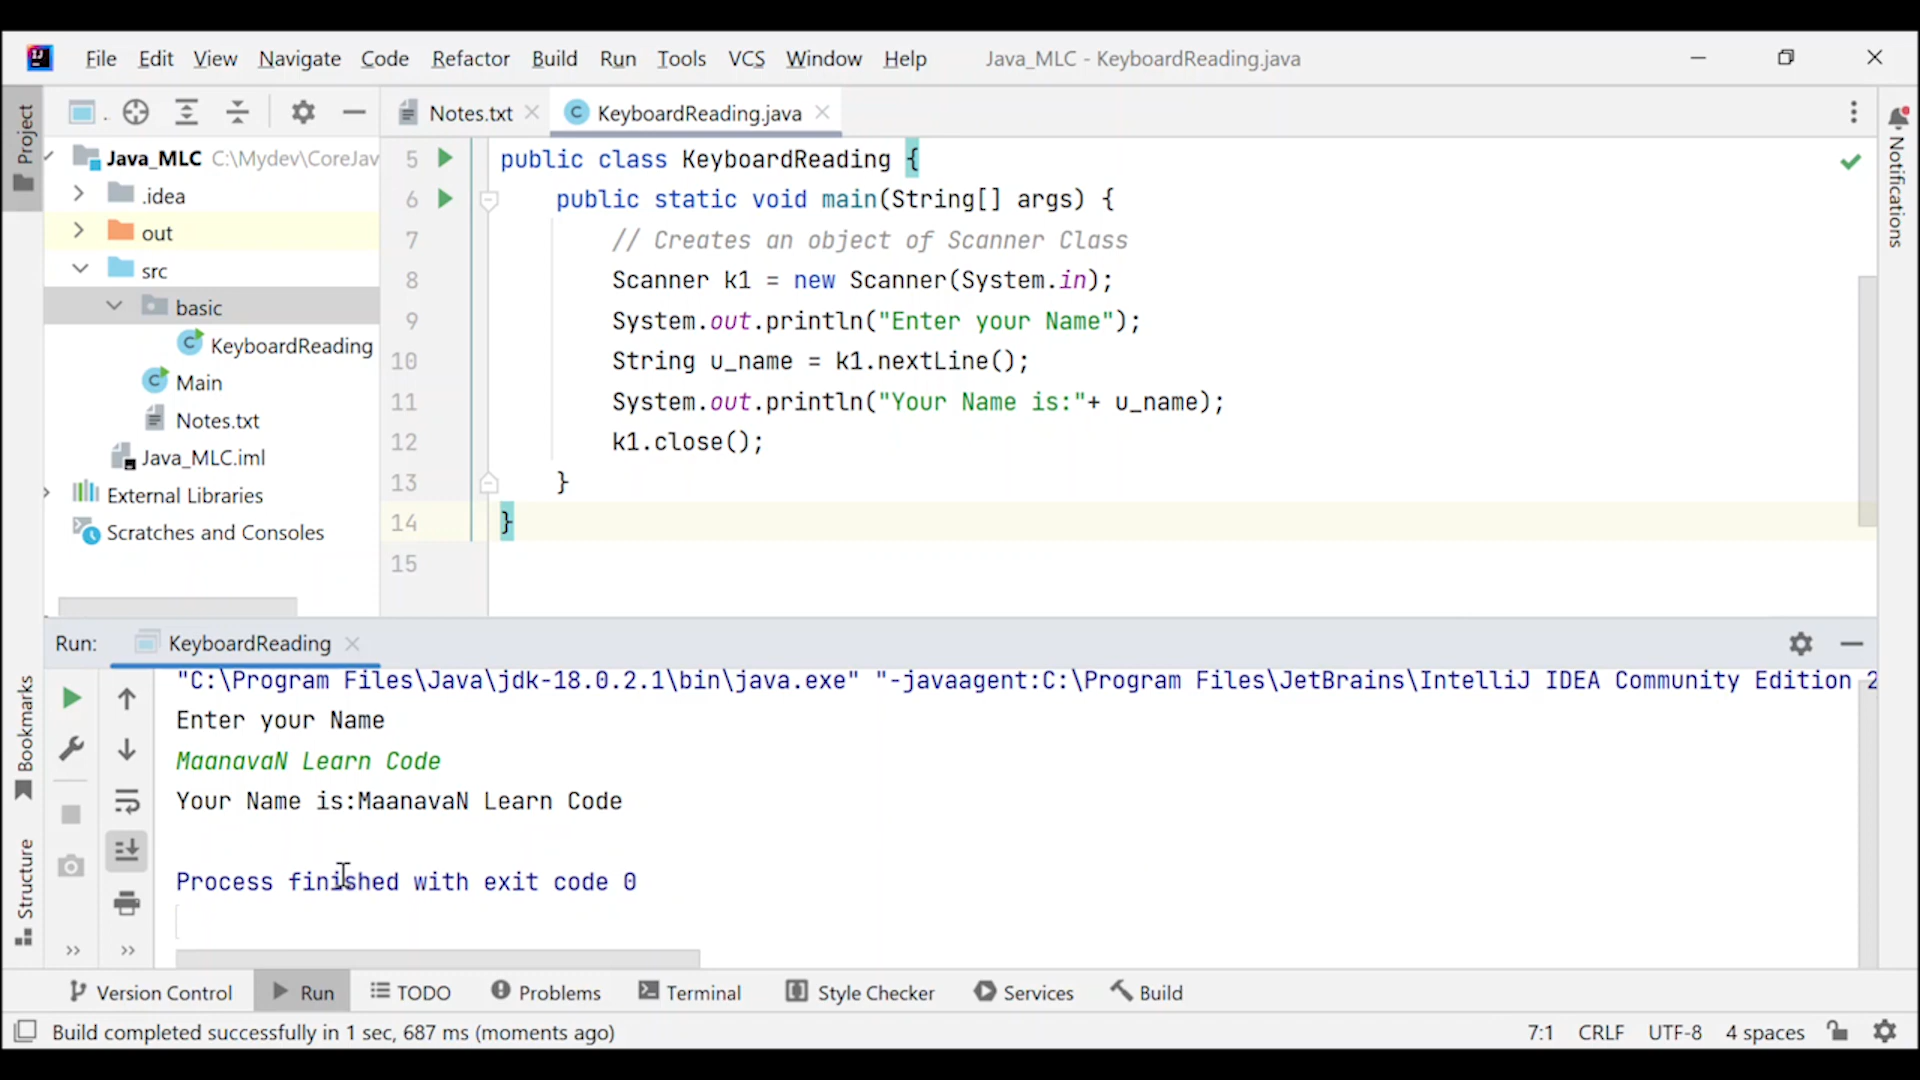 File Edit View Navigate Code Refactor Build Run Tools VCS Window Help Java_MLC - KeyboardReading.java
Project
Notes.txt KeyboardReading.java
Notifications
Java_MLC C:\Mydev\CoreJav
.idea
out
src
basic
KeyboardReading
Main
Notes.txt
Java_MLC.iml
External Libraries
Scratches and Consoles
5 public class KeyboardReading {
6 public static void main(String[] args) {
7 // Creates an object of Scanner Class
8 Scanner k1 = new Scanner(System.in);
9 System.out.println("Enter your Name");
10 String u_name = k1.nextLine();
11 System.out.println("Your Name is:"+ u_name);
12 k1.close();
13 }
14 }
15
Run: KeyboardReading
"C:\Program Files\Java\jdk-18.0.2.1\bin\java.exe" "-javaagent:C:\Program Files\JetBrains\IntelliJ IDEA Community Edition 2
Enter your Name
MaanavaN Learn Code
Your Name is:MaanavaN Learn Code
Process finished with exit code 0
Bookmarks
Structure
Version Control Run TODO Problems Terminal Style Checker Services Build
Build completed successfully in 1 sec, 687 ms (moments ago) 7:1 CRLF UTF-8 4 spaces